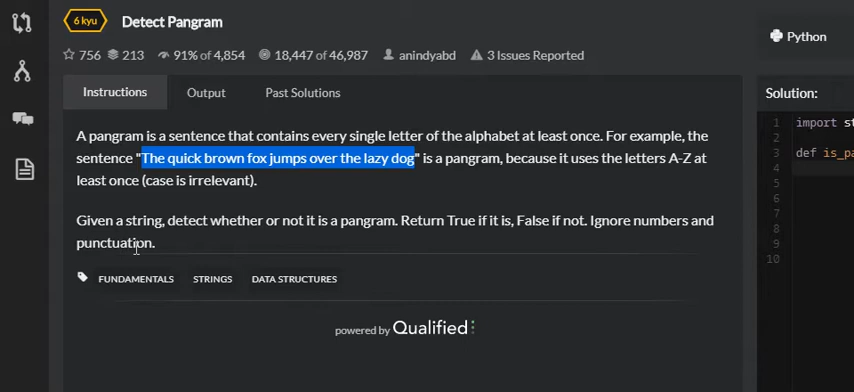 6 kyu Detect Pangram
756 213 91% of 4,854 18,447 of 46,987 anindyabd 3 Issues Reported
Python
Instructions Output Past Solutions
Solution:
A pangram is a sentence that contains every single letter of the alphabet at least once. For example, the
sentence "The quick brown fox jumps over the lazy dog" is a pangram, because it uses the letters A-Z at
least once (case is irrelevant).
Given a string, detect whether or not it is a pangram. Return True if it is, False if not. Ignore numbers and
punctuation.
FUNDAMENTALS STRINGS DATA STRUCTURES
powered by Qualified
1 import st
2
3 def is_pa
4
5
6
7
8
9
10